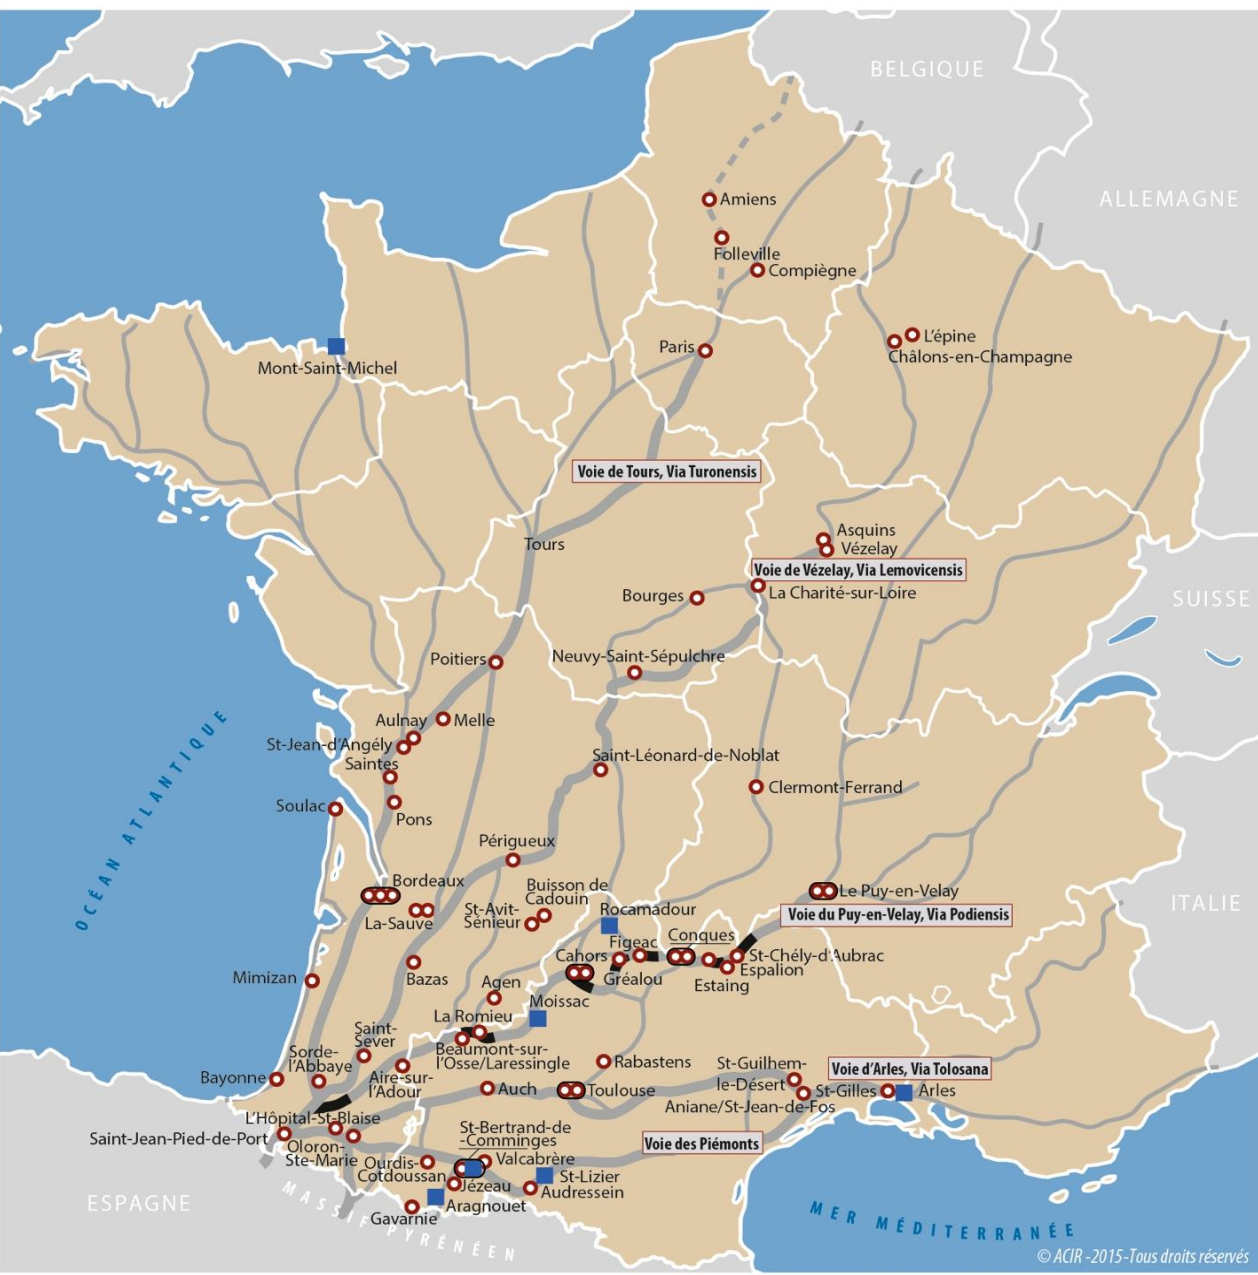 BELGIQUE
ALLEMAGNE
Amiens
Folleville
Compiègne
L'épine
Châlons-en-Champagne
Paris
Mont-Saint-Michel
Voie de Tours, Via Turonensis
Tours
Asquins
Vézelay
Voie de Vézelay, Via Lemovicensis
La Charité-sur-Loire
Bourges
SUISSE
Neuvy-Saint-Sépulchre
Poitiers
Aulnay
Melle
St-Jean-d'Angély
Saintes
Saint-Léonard-de-Noblat
Clermont-Ferrand
Soulac
Pons
OCÉAN ATLANTIQUE
Périgueux
Bordeaux
Le Puy-en-Velay
ITALIE
Voie du Puy-en-Velay, Via Podiensis
La-Sauve
St-Avit-
Sénieur
Buisson de
Cadouin
Rocamadour
Conques
Figeac
Cahors
Gréalou
St-Chély-d'Aubrac
Espalion
Estaing
Mimizan
Bazas
Agen
Moissac
La Romieu
Saint-
Sever
Beaumont-sur-
l'Osse/Laressingle
Sorde-
l'Abbaye
Bayonne
Aire-sur-
l'Adour
Auch
Rabastens
Toulouse
St-Guilhem-
le-Désert
Voie d'Arles, Via Tolosana
St-Gilles
Arles
Aniane/St-Jean-de-Fos
L'Hôpital-St-Blaise
Saint-Jean-Pied-de-Port
Oloron-
Ste-Marie
St-Bertrand-de
-Comminges
Voie des Piémonts
Ourdis-
Cotdoussan
Valcabrère
St-Lizier
Jézeau
Audressein
Aragnouet
Gavarnie
ESPAGNE
MASSIF PYRÉNÉEN
MER MÉDITERRANÉE
© ACIR -2015-Tous droits réservés